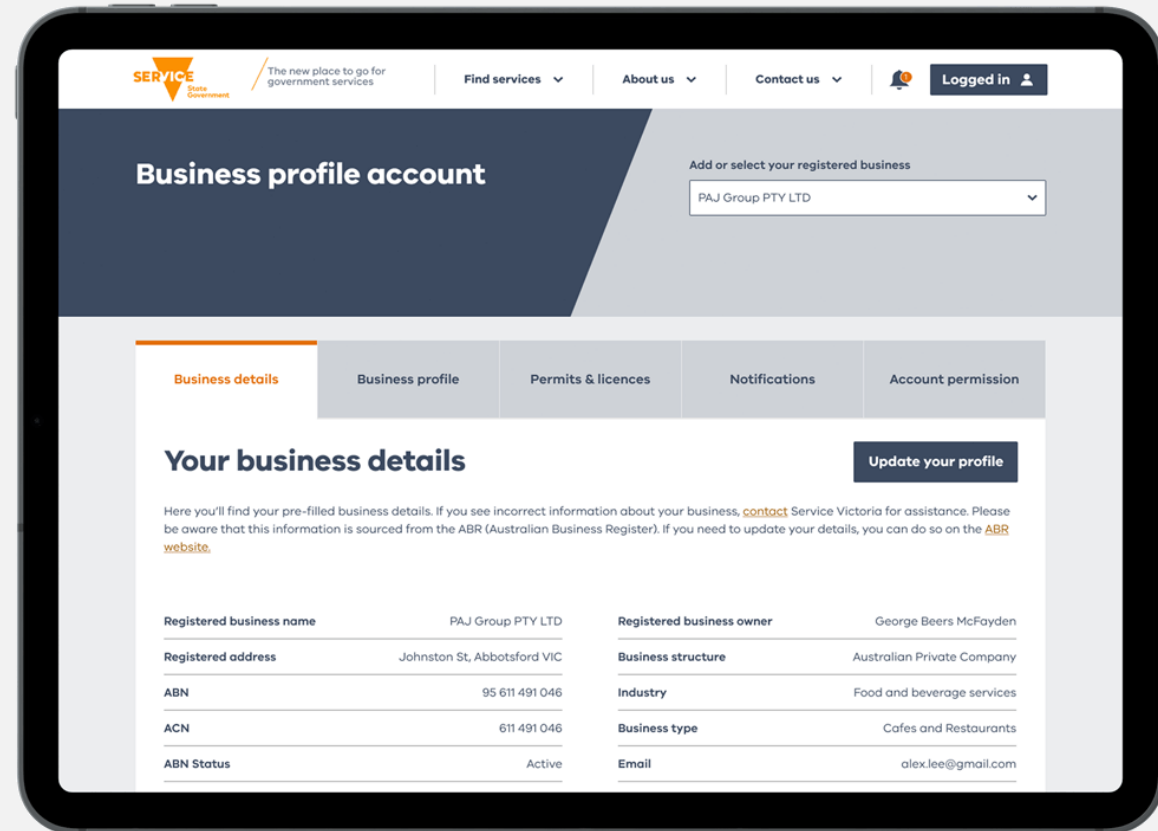 SERVICE
State
Government
The new place to go for
government services
Find services
About us
Contact us
1
Logged in
Business profile account
Add or select your registered business
PAJ Group PTY LTD
Business details
Business profile
Permits & licences
Notifications
Account permission
Your business details
Update your profile
Here you'll find your pre-filled business details. If you see incorrect information about your business, contact Service Victoria for assistance. Please
be aware that this information is sourced from the ABR (Australian Business Register). If you need to update your details, you can do so on the ABR
website.
Registered business name PAJ Group PTY LTD
Registered business owner George Beers McFayden
Registered address Johnston St, Abbotsford VIC
Business structure Australian Private Company
ABN 95 611 491 046
Industry Food and beverage services
ACN 611 491 046
Business type Cafes and Restaurants
ABN Status Active
Email alex.lee@gmail.com